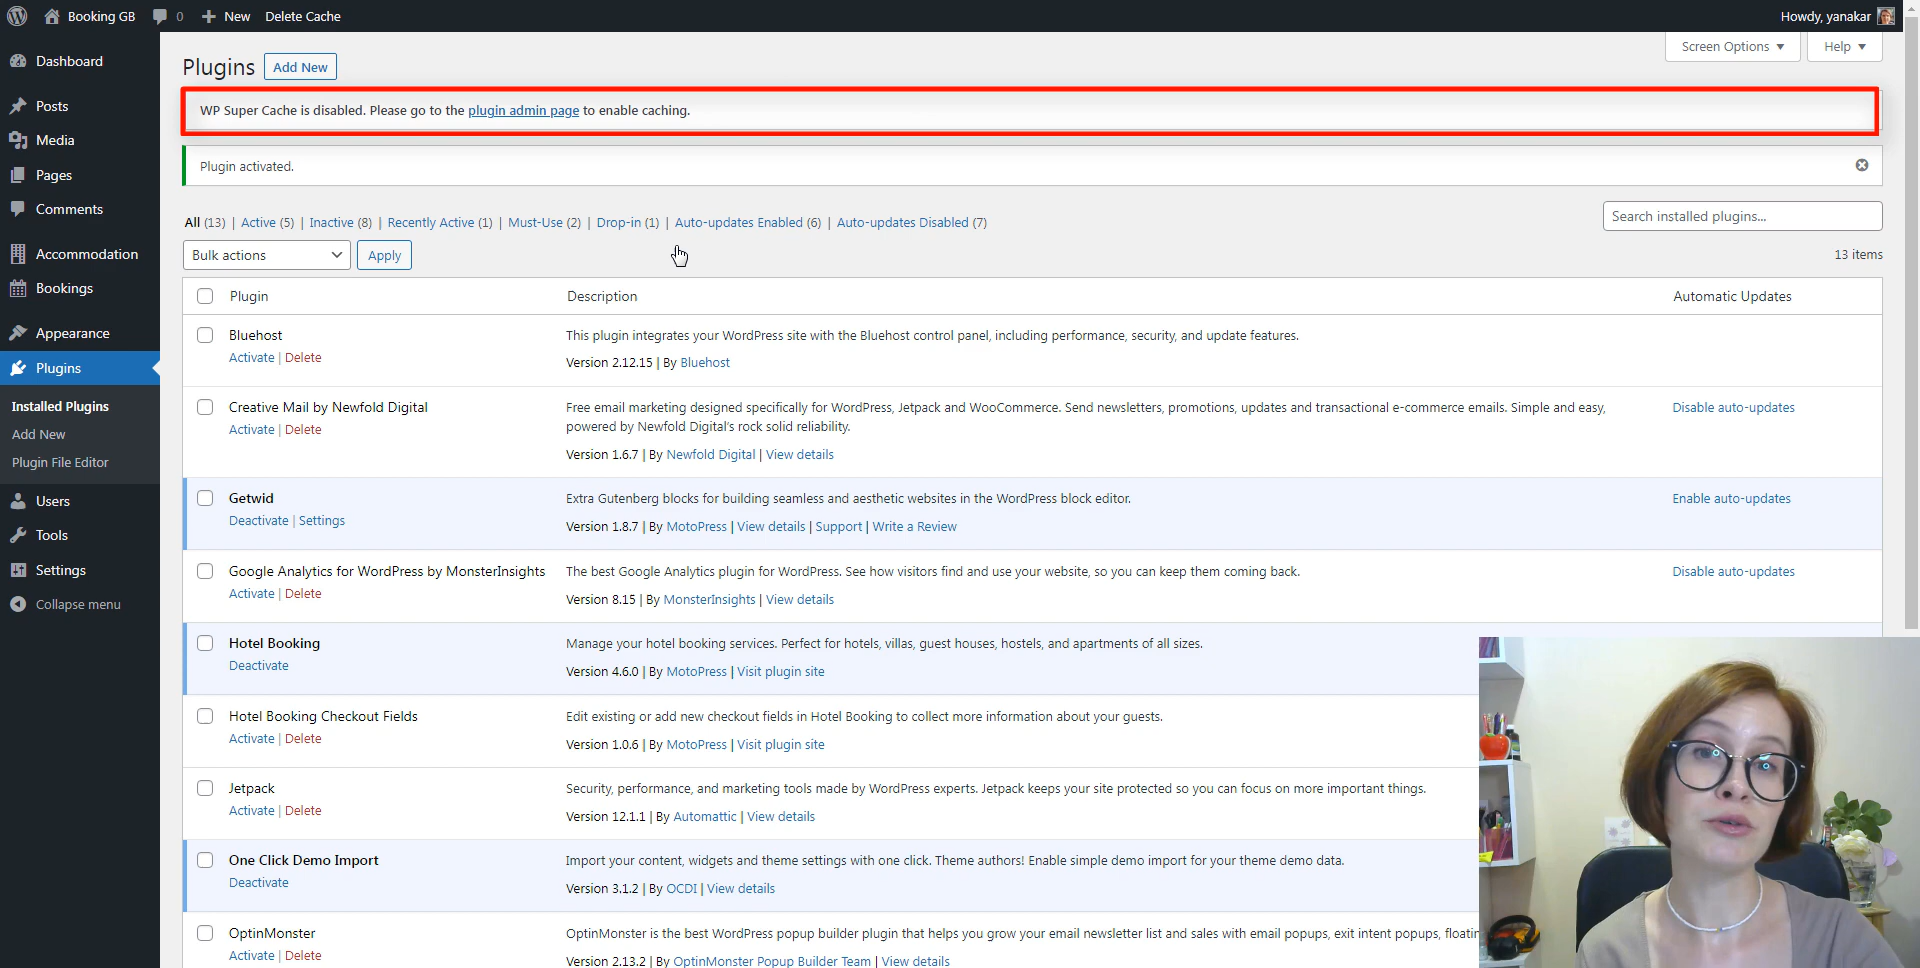 Booking GB 0 New Delete Cache Howdy, yanakar
Screen Options Help
Dashboard
Posts
Media
Pages
Comments
Accommodation
Bookings
Appearance
Plugins
Installed Plugins
Add New
Plugin File Editor
Users
Tools
Settings
Collapse menu
Plugins Add New
WP Super Cache is disabled. Please go to the plugin admin page to enable caching.
Plugin activated.
All (13) | Active (5) | Inactive (8) | Recently Active (1) | Must-Use (2) | Drop-in (1) | Auto-updates Enabled (6) | Auto-updates Disabled (7)
Search installed plugins...
Bulk actions Apply 13 items
Plugin Description Automatic Updates
Bluehost This plugin integrates your WordPress site with the Bluehost control panel, including performance, security, and update features.
Activate | Delete
Version 2.12.15 | By Bluehost
Creative Mail by Newfold Digital Free email marketing designed specifically for WordPress, Jetpack and WooCommerce. Send newsletters, promotions, updates and transactional e-commerce emails. Simple and easy, Disable auto-updates
Activate | Delete powered by Newfold Digital's rock solid reliability.
Version 1.6.7 | By Newfold Digital | View details
Getwid Extra Gutenberg blocks for building seamless and aesthetic websites in the WordPress block editor. Enable auto-updates
Deactivate | Settings
Version 1.8.7 | By MotoPress | View details | Support | Write a Review
Google Analytics for WordPress by MonsterInsights The best Google Analytics plugin for WordPress. See how visitors find and use your website, so you can keep them coming back. Disable auto-updates
Activate | Delete
Version 8.15 | By MonsterInsights | View details
Hotel Booking Manage your hotel booking services. Perfect for hotels, villas, guest houses, hostels, and apartments of all sizes.
Deactivate
Version 4.6.0 | By MotoPress | Visit plugin site
Hotel Booking Checkout Fields Edit existing or add new checkout fields in Hotel Booking to collect more information about your guests.
Activate | Delete
Version 1.0.6 | By MotoPress | Visit plugin site
Jetpack Security, performance, and marketing tools made by WordPress experts. Jetpack keeps your site protected so you can focus on more important things.
Activate | Delete
Version 12.1.1 | By Automattic | View details
One Click Demo Import Import your content, widgets and theme settings with one click. Theme authors! Enable simple demo import for your theme demo data.
Deactivate
Version 3.1.2 | By OCDI | View details
OptinMonster OptinMonster is the best WordPress popup builder plugin that helps you grow your email newsletter list and sales with email popups, exit intent popups, floatin
Activate | Delete
Version 2.13.2 | By OptinMonster Popup Builder Team | View details